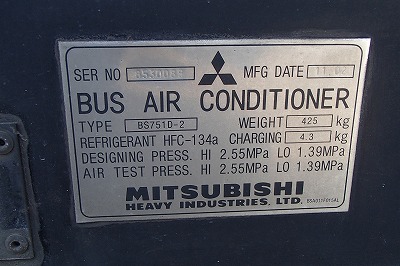 SER NO MFG DATE 11.02
BUS AIR CONDITIONER
TYPE BS751D-2 WEIGHT 425 kg
REFRIGERANT HFC-134a CHARGING 4.3 kg
DESIGNING PRESS. HI 2.55MPa LO 1.39MPa
AIR TEST PRESS. HI 2.55MPa LO 1.39MPa
MITSUBISHI
HEAVY INDUSTRIES, LTD.